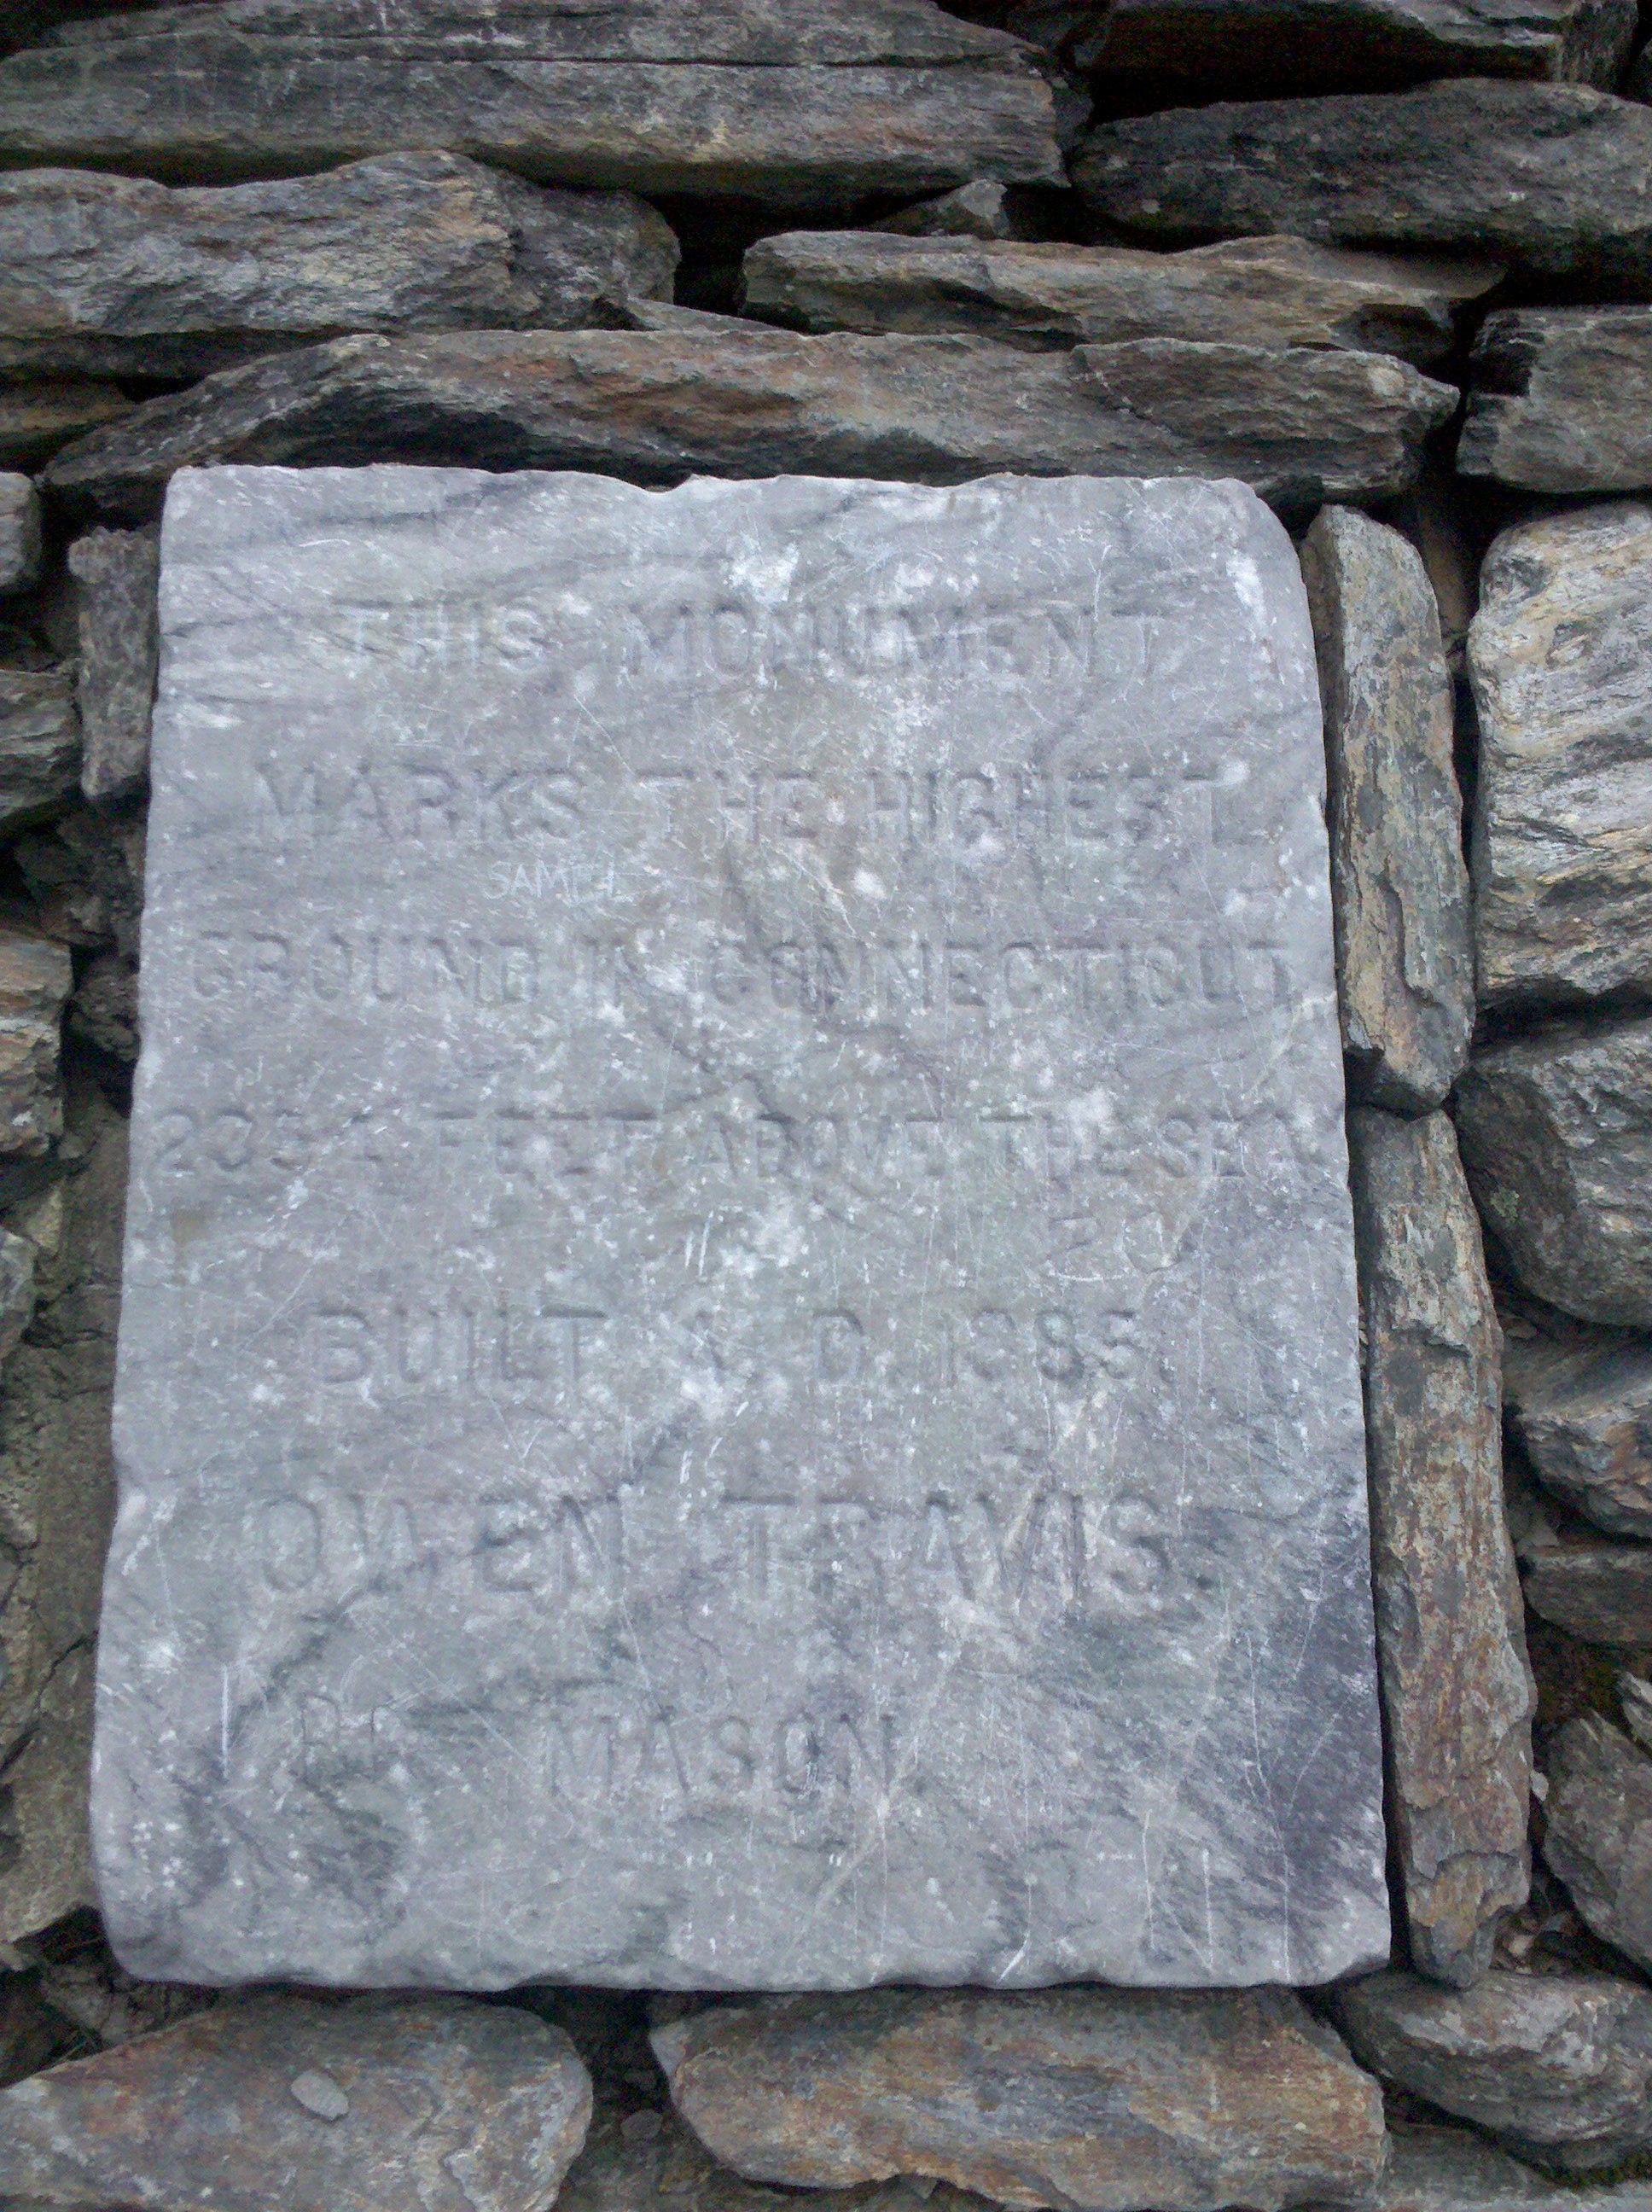 THIS MONUMENT
MARKS THE HIGHEST
GROUND IN CONNECTICUT
2354 FEET ABOVE THE SEA
BUILT A. D. 1885
OWEN TRAVIS
MASON